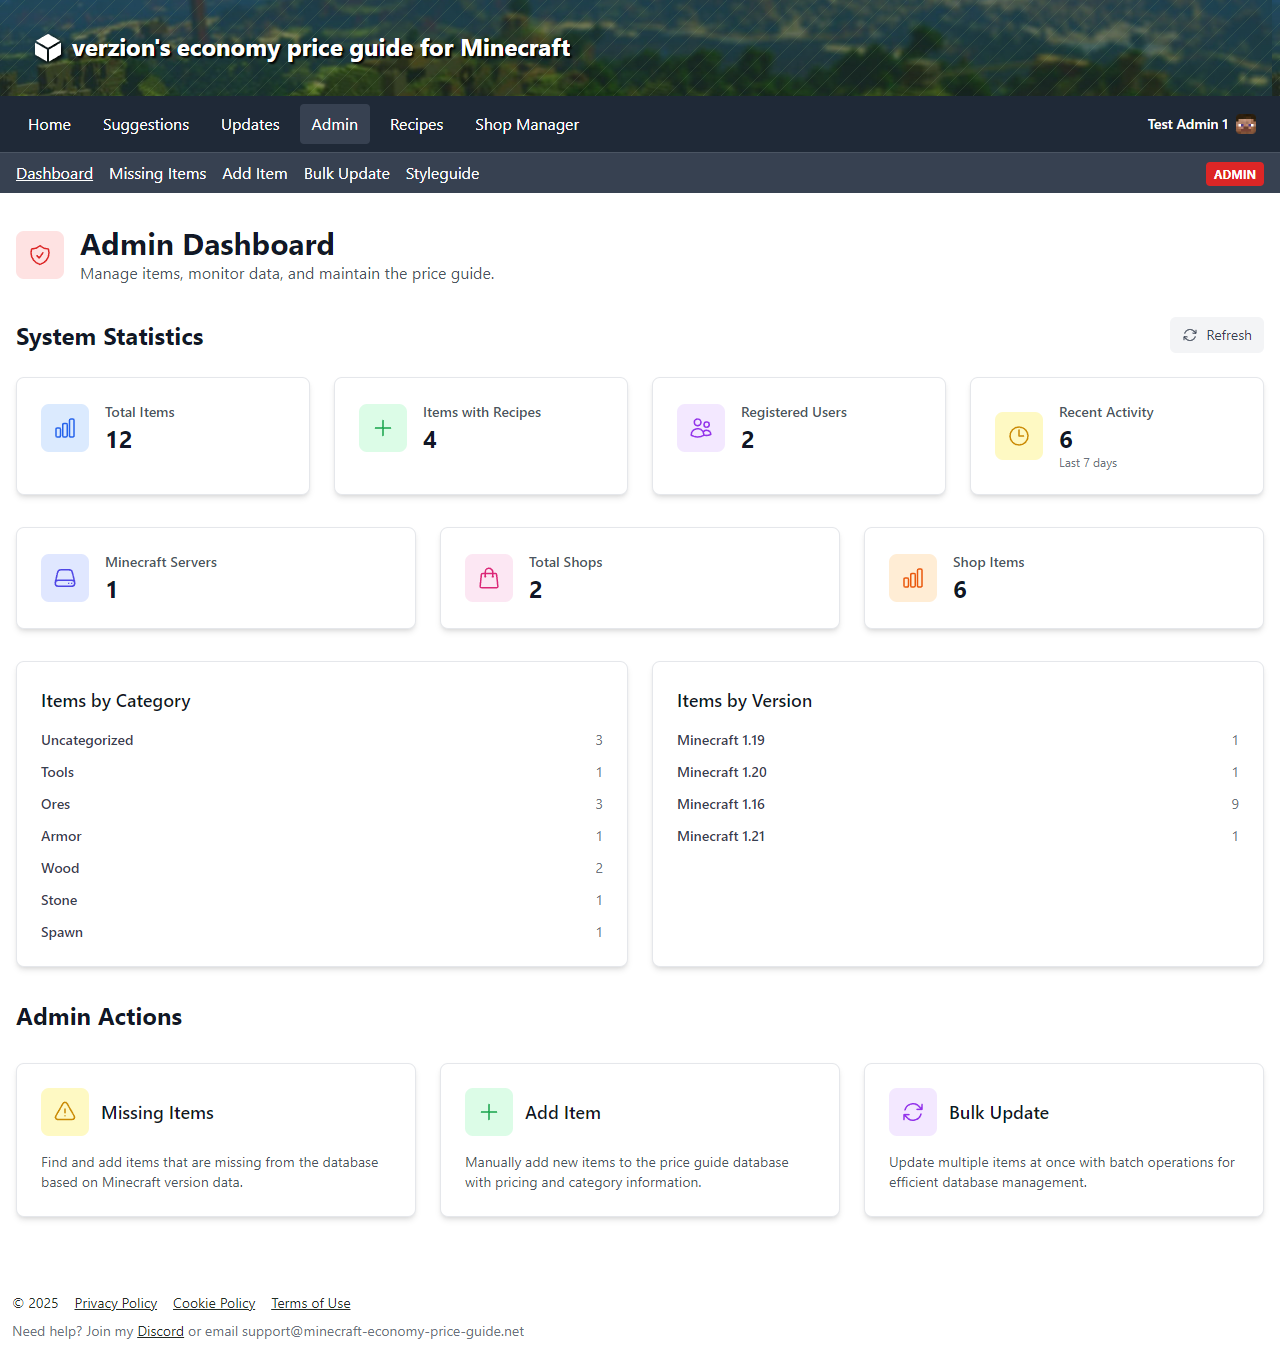 verzion's economy price guide for Minecraft
Home Suggestions Updates Admin Recipes Shop Manager Test Admin 1
Dashboard Missing Items Add Item Bulk Update Styleguide ADMIN
Admin Dashboard
Manage items, monitor data, and maintain the price guide.
System Statistics Refresh
Total Items
12
Items with Recipes
4
Registered Users
2
Recent Activity
6
Last 7 days
Minecraft Servers
1
Total Shops
2
Shop Items
6
Items by Category
Uncategorized 3
Tools 1
Ores 3
Armor 1
Wood 2
Stone 1
Spawn 1
Items by Version
Minecraft 1.19 1
Minecraft 1.20 1
Minecraft 1.16 9
Minecraft 1.21 1
Admin Actions
Missing Items
Find and add items that are missing from the database
based on Minecraft version data.
Add Item
Manually add new items to the price guide database
with pricing and category information.
Bulk Update
Update multiple items at once with batch operations for
efficient database management.
© 2025 Privacy Policy Cookie Policy Terms of Use
Need help? Join my Discord or email support@minecraft-economy-price-guide.net